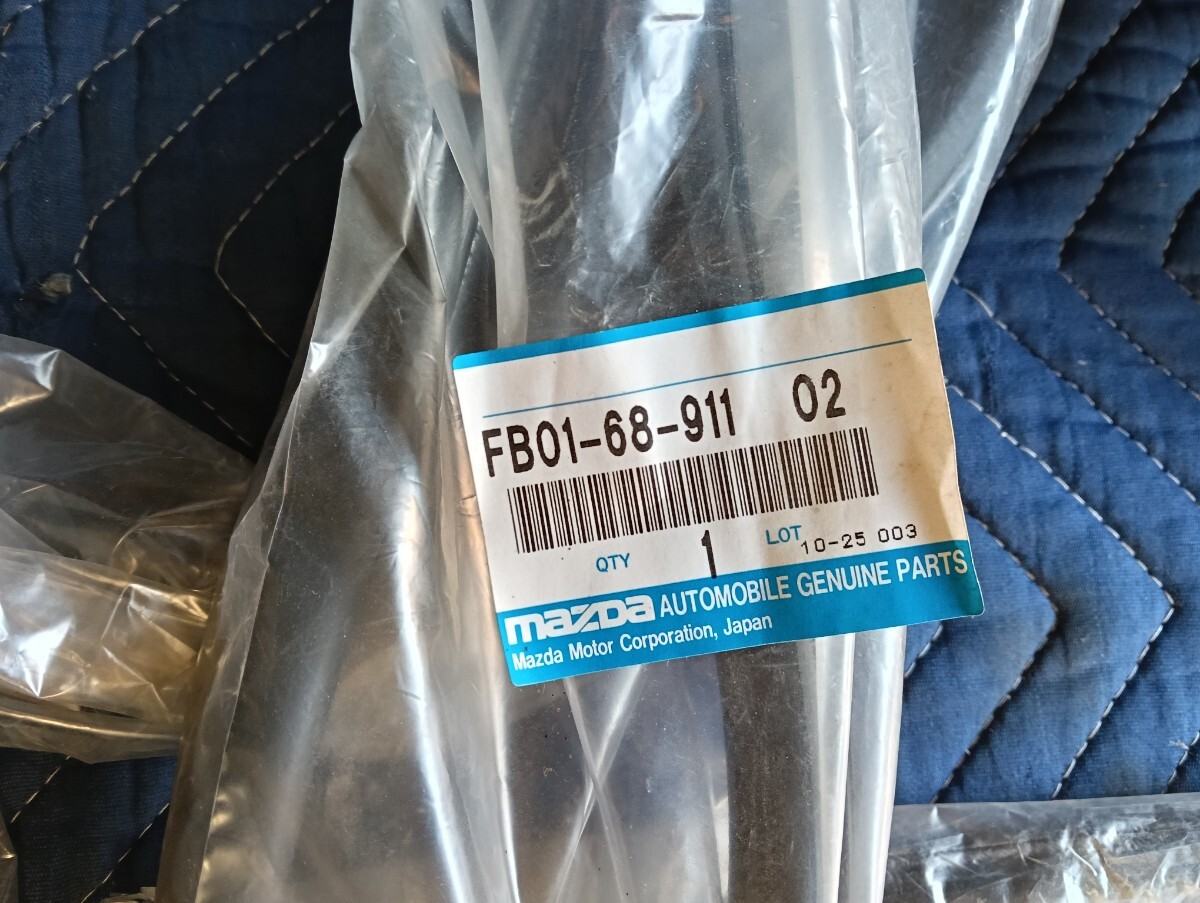 FB01-68-911 02
QTY 1 LOT 10-25 003
mazda AUTOMOBILE GENUINE PARTS
Mazda Motor Corporation, Japan